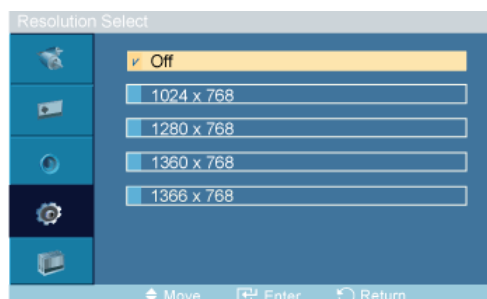 Resolution Select
Off
1024 x 768
1280 x 768
1360 x 768
1366 x 768
Move Enter Return